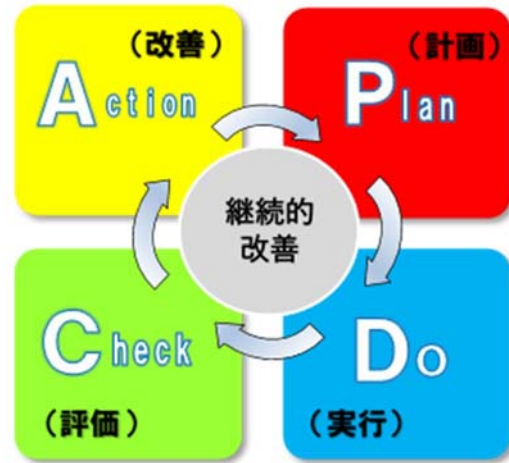 （改善）
Action
（計画）
Plan
継続的
改善
Check
（評価）
Do
（実行）